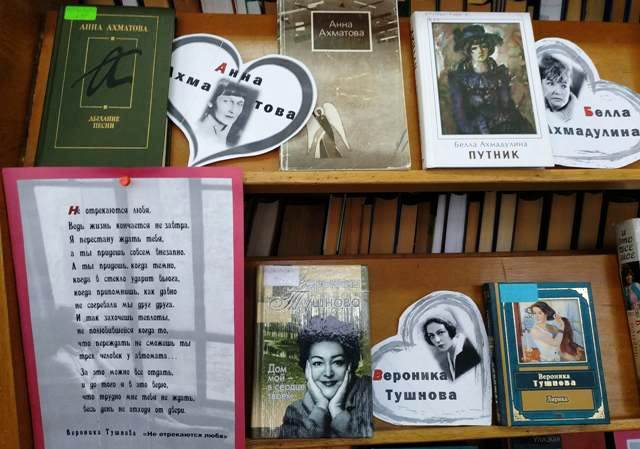 АННА АХМАТОВА
ДЫХАНИЕ
ПЕСНИ
Анна
Ахматова
Анна
Ахматова
Белла Ахмадулина
ПУТНИК
Белла
Ахмадулина
Не отрекаются любя.
Ведь жизнь кончается не завтра.
Я перестану ждать тебя,
а ты придешь совсем внезапно.
А ты придешь, когда темно,
когда в стекло ударит вьюга,
когда припомнишь, как давно
не согревали мы друг друга.
И так захочешь теплоты,
не полюбившейся когда-то,
что переждать не сможешь ты
трех человек у автомата...
За это можно все отдать,
и до того я в это верю,
что трудно мне тебя не ждать,
весь день не отходя от двери.
Вероника Тушнова «Не отрекаются любя»
Тушнова
Дом
мой -
в сердце
твоём
Вероника
Тушнова
Вероника
Тушнова
Лирика